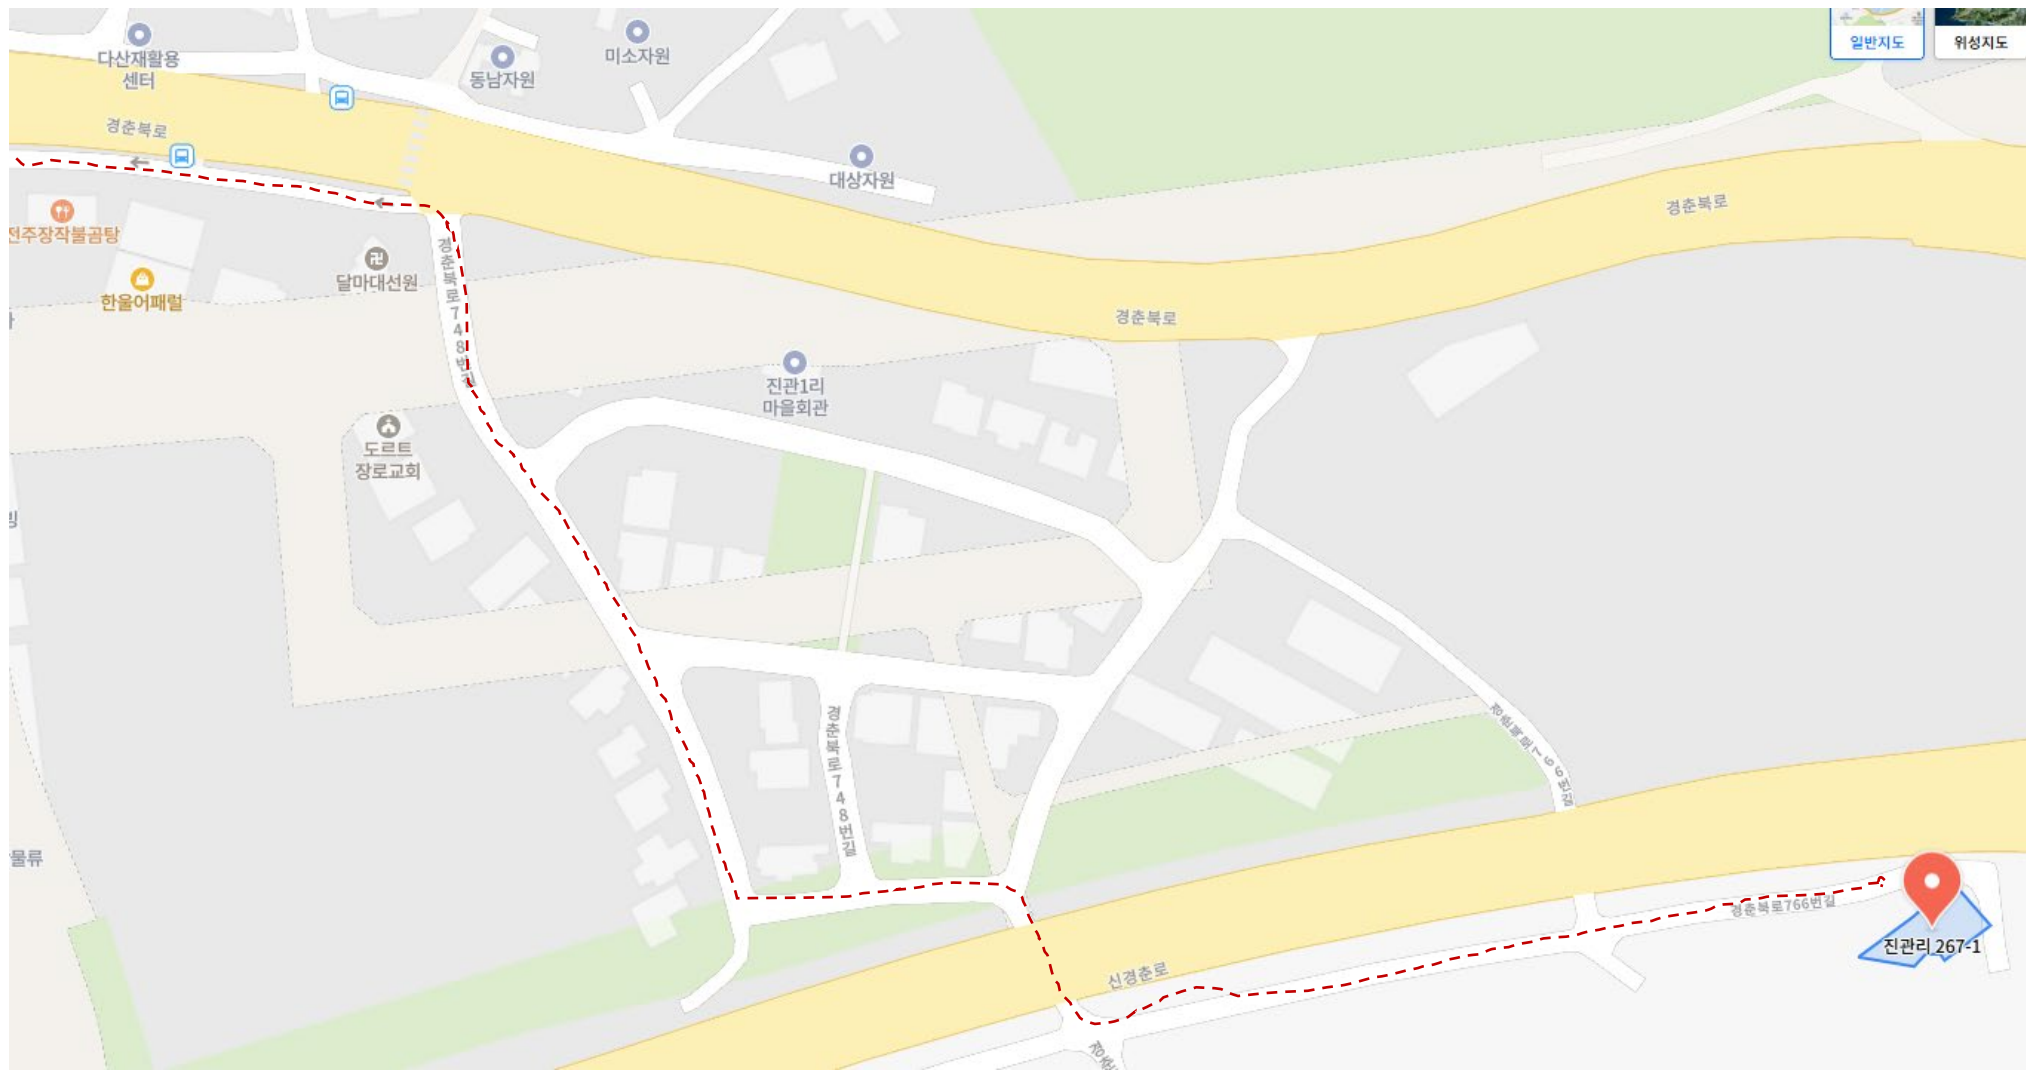 다산재활용
센터
동남자원
미소자원
일반지도
위성지도
경춘북로
대상자원
경춘북로
전주장작불곰탕
경춘북로748번길
달마대선원
한울어패럴
경춘북로
진관1리
마을회관
도르트
장로교회
경춘북로748번길
경춘북로766번길
물류
경춘북로766번길
진관리 267-1
신경춘로